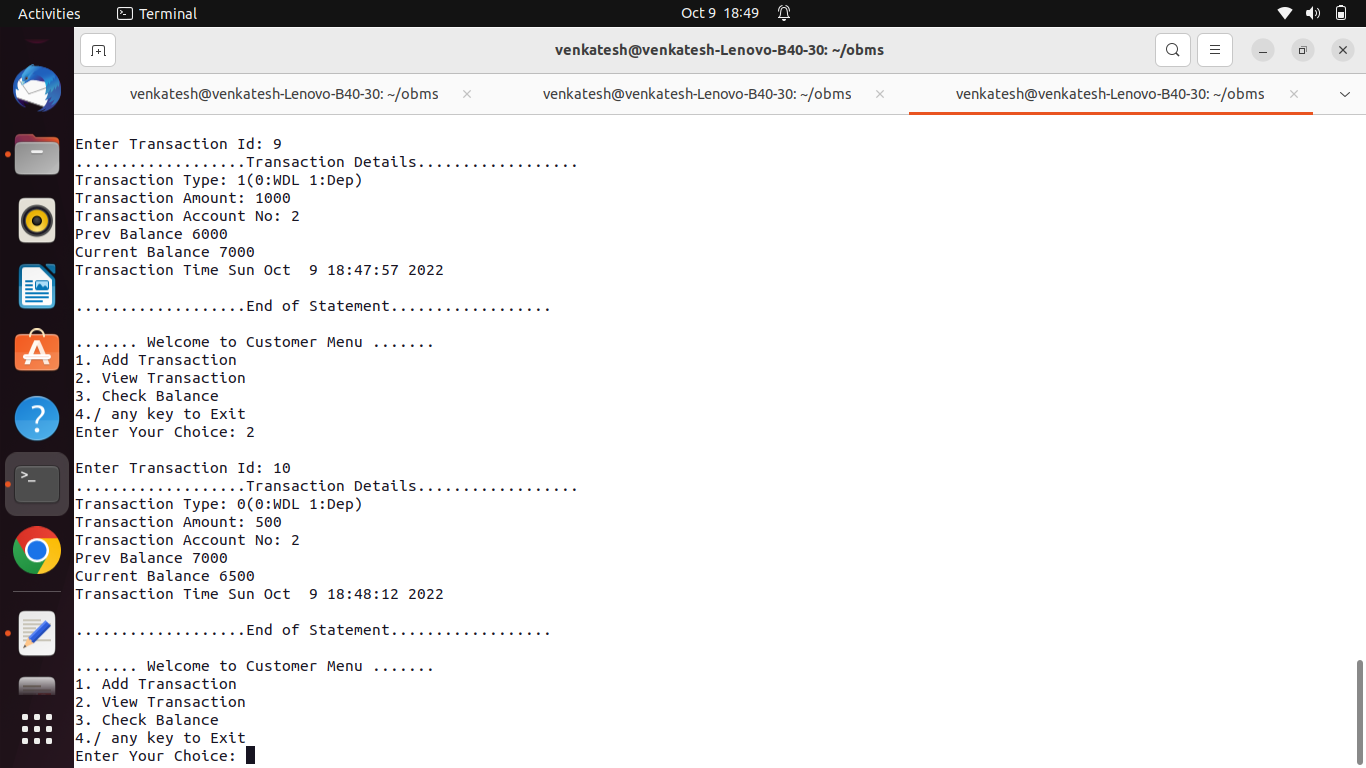 Activities
Terminal
Oct 9 18:49
venkatesh@venkatesh-Lenovo-B40-30: ~/obms
venkatesh@venkatesh-Lenovo-B40-30: ~/obms
venkatesh@venkatesh-Lenovo-B40-30: ~/obms
venkatesh@venkatesh-Lenovo-B40-30: ~/obms
Enter Transaction Id: 9
...................Transaction Details..................
Transaction Type: 1(0:WDL 1:Dep)
Transaction Amount: 1000
Transaction Account No: 2
Prev Balance 6000
Current Balance 7000
Transaction Time Sun Oct  9 18:47:57 2022
...................End of Statement..................
....... Welcome to Customer Menu .......
1. Add Transaction
2. View Transaction
3. Check Balance
4./ any key to Exit
Enter Your Choice: 2
Enter Transaction Id: 10
...................Transaction Details..................
Transaction Type: 0(0:WDL 1:Dep)
Transaction Amount: 500
Transaction Account No: 2
Prev Balance 7000
Current Balance 6500
Transaction Time Sun Oct  9 18:48:12 2022
...................End of Statement..................
....... Welcome to Customer Menu .......
1. Add Transaction
2. View Transaction
3. Check Balance
4./ any key to Exit
Enter Your Choice: